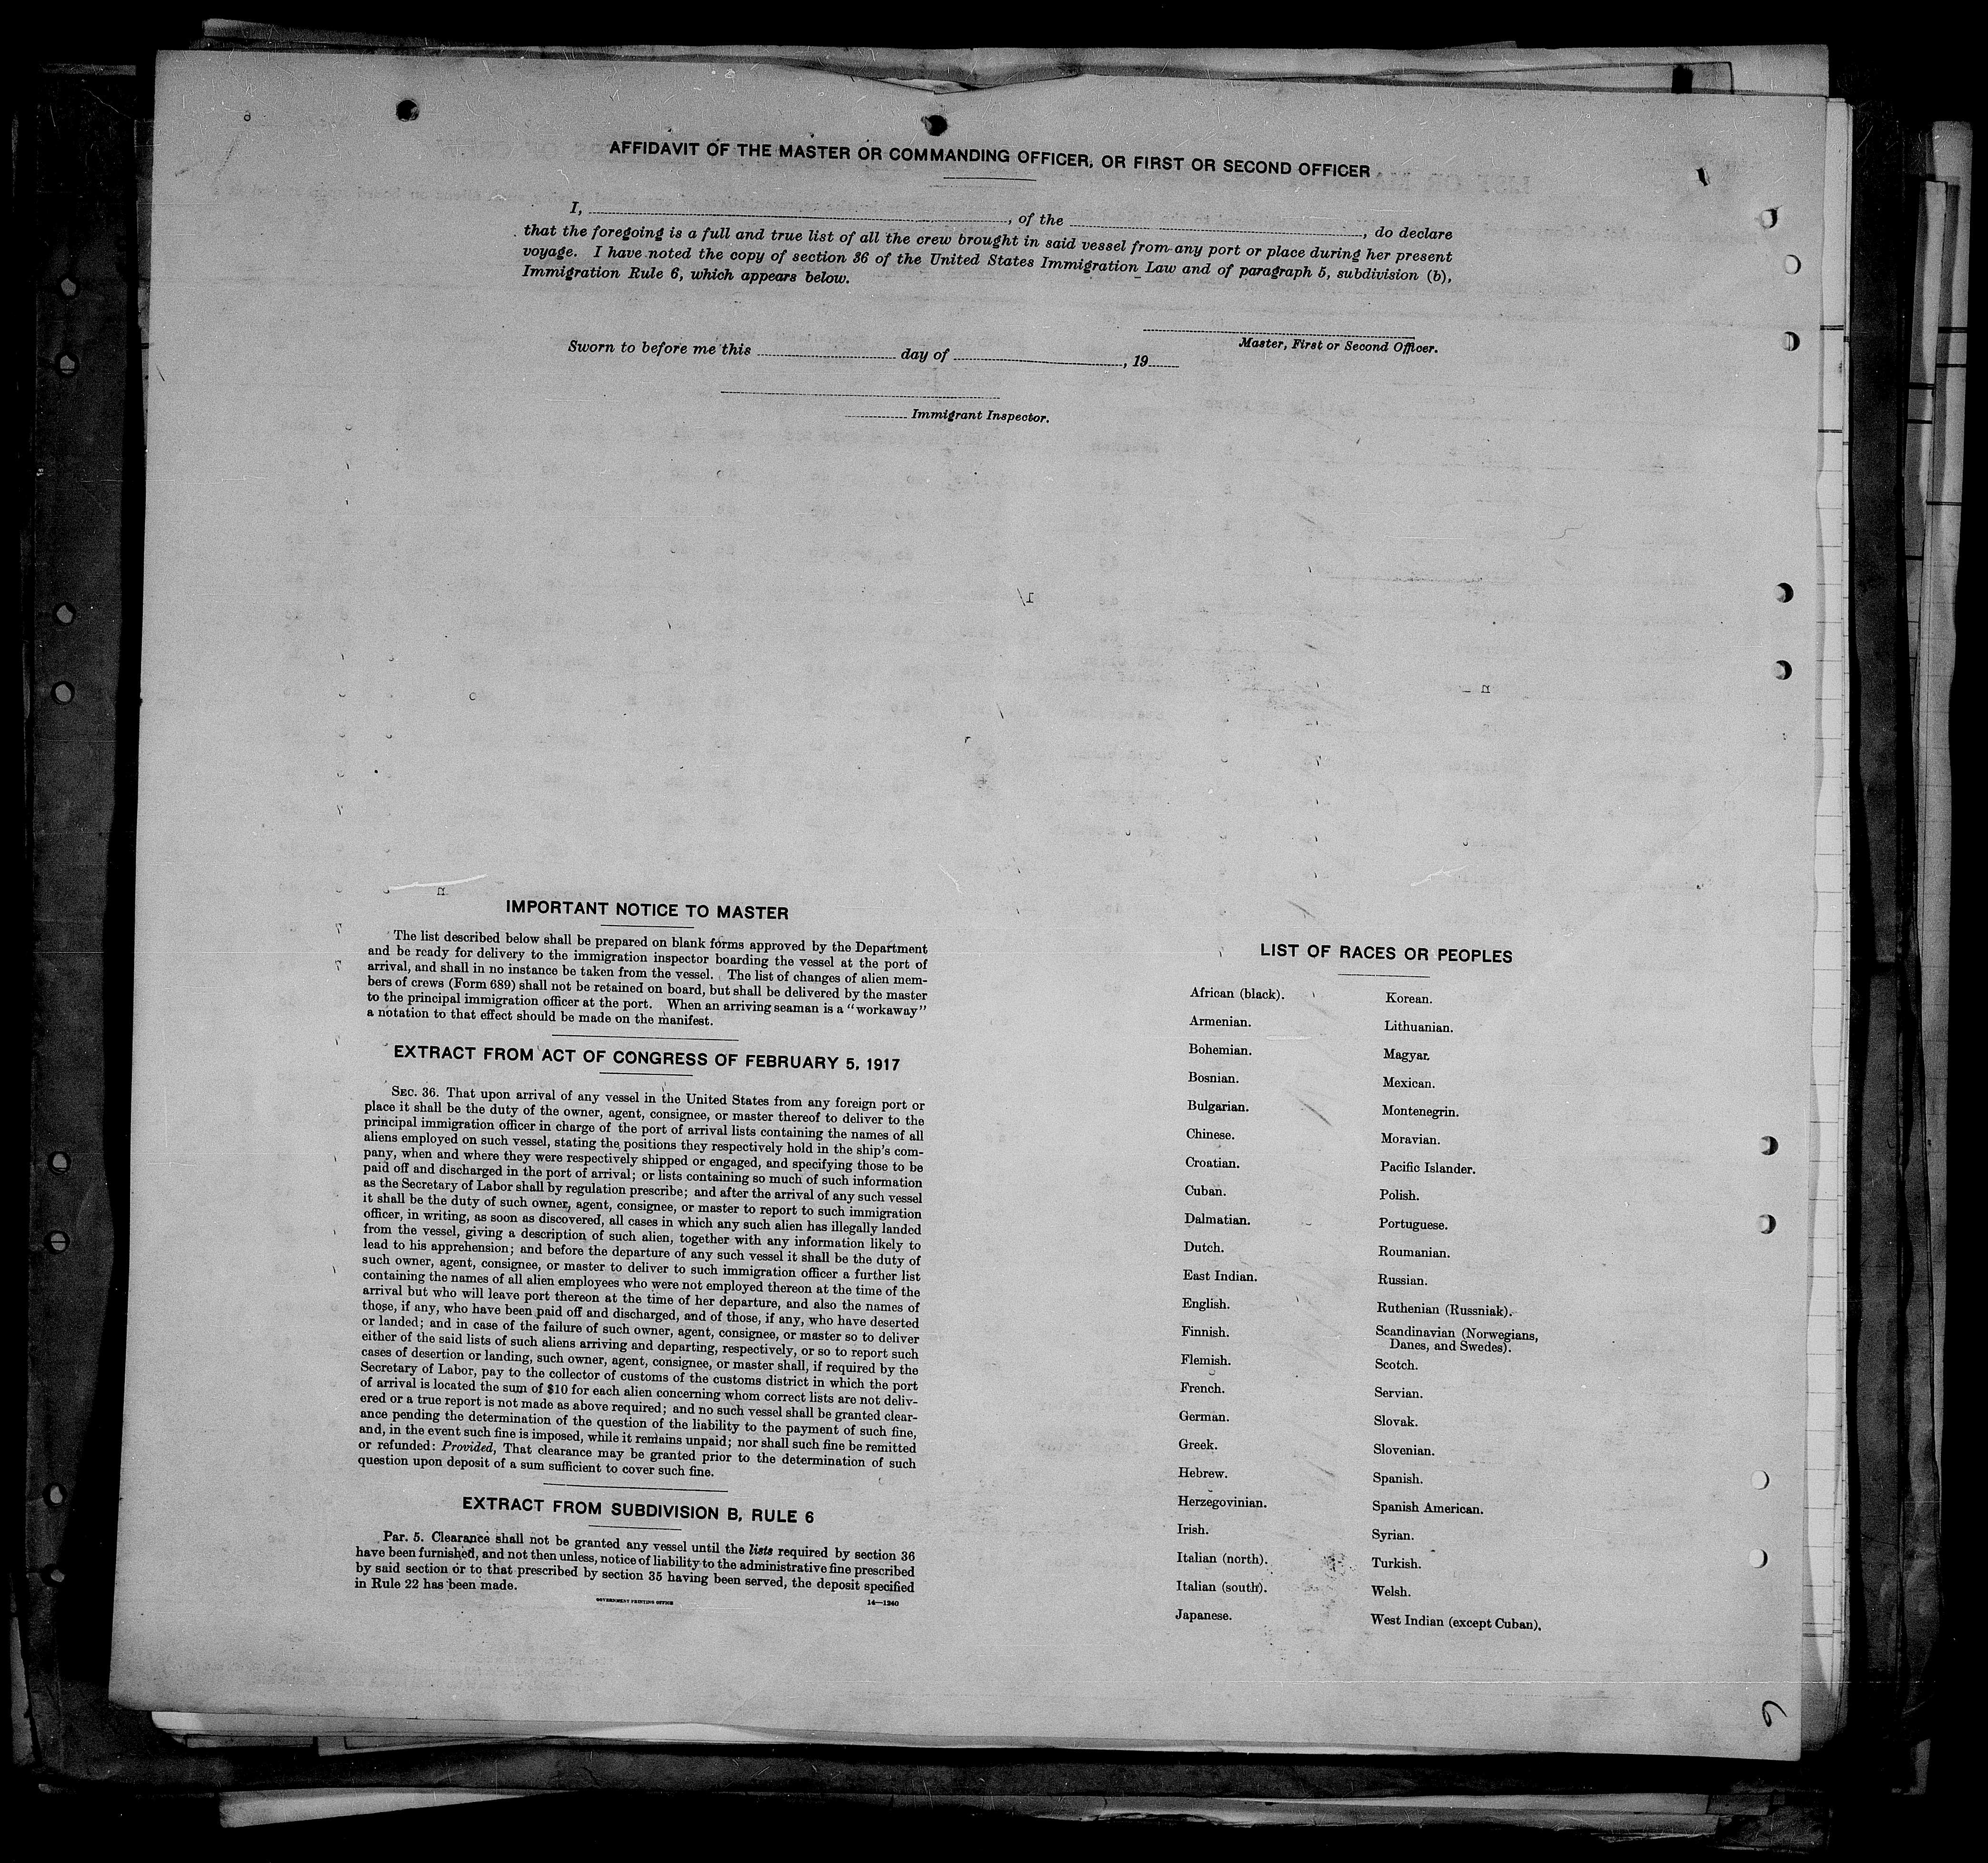 AFFIDAVIT OF THE MASTER OR COMMANDING OFFICER, OR FIRST OR SECOND OFFICER
I, , of the , do declare
that the foregoing is a full and true list of all the crew brought in said vessel from any port or place during her present
voyage. I have noted the copy of section 36 of the United States Immigration Law and of paragraph 5, subdivision (b),
Immigration Rule 6, which appears below.
Master, First or Second Officer.
Sworn to before me this day of , 19
Immigrant Inspector.
IMPORTANT NOTICE TO MASTER
The list described below shall be prepared on blank forms approved by the Department
and be ready for delivery to the immigration inspector boarding the vessel at the port of
arrival, and shall in no instance be taken from the vessel. The list of changes of alien mem-
bers of crews (Form 689) shall not be retained on board, but shall be delivered by the master
to the principal immigration officer at the port. When an arriving seaman is a "workaway"
a notation to that effect should be made on the manifest.
EXTRACT FROM ACT OF CONGRESS OF FEBRUARY 5, 1917
SEC. 36. That upon arrival of any vessel in the United States from any foreign port or
place it shall be the duty of the owner, agent, consignee, or master thereof to deliver to the
principal immigration officer in charge of the port of arrival lists containing the names of all
aliens employed on such vessel, stating the positions they respectively hold in the ship's com-
pany, when and where they were respectively shipped or engaged, and specifying those to be
paid off and discharged in the port of arrival; or lists containing so much of such information
as the Secretary of Labor shall by regulation prescribe; and after the arrival of any such vessel
it shall be the duty of such owner, agent, consignee, or master to report to such immigration
officer, in writing, as soon as discovered, all cases in which any such alien has illegally landed
from the vessel, giving a description of such alien, together with any information likely to
lead to his apprehension; and before the departure of any such vessel it shall be the duty of
such owner, agent, consignee, or master to deliver to such immigration officer a further list
containing the names of all alien employees who were not employed thereon at the time of the
arrival but who will leave port thereon at the time of her departure, and also the names of
those, if any, who have been paid off and discharged, and of those, if any, who have deserted
or landed; and in case of the failure of such owner, agent, consignee, or master so to deliver
either of the said lists of such aliens arriving and departing, respectively, or so to report such
cases of desertion or landing, such owner, agent, consignee, or master shall, if required by the
Secretary of Labor, pay to the collector of customs of the customs district in which the port
of arrival is located the sum of $10 for each alien concerning whom correct lists are not deliv-
ered or a true report is not made as above required; and no such vessel shall be granted clear-
ance pending the determination of the question of the liability to the payment of such fine,
and, in the event such fine is imposed, while it remains unpaid; nor shall such fine be remitted
or refunded: Provided, That clearance may be granted prior to the determination of such
question upon deposit of a sum sufficient to cover such fine.
EXTRACT FROM SUBDIVISION B, RULE 6
Par. 5. Clearance shall not be granted any vessel until the lists required by section 36
have been furnished, and not then unless, notice of liability to the administrative fine prescribed
by said section or to that prescribed by section 35 having been served, the deposit specified
in Rule 22 has been made.
GOVERNMENT PRINTING OFFICE 14—1240
LIST OF RACES OR PEOPLES
African (black).
Armenian.
Bohemian.
Bosnian.
Bulgarian.
Chinese.
Croatian.
Cuban.
Dalmatian.
Dutch.
East Indian.
English.
Finnish.
Flemish.
French.
German.
Greek.
Hebrew.
Herzegovinian.
Irish.
Italian (north).
Italian (south).
Japanese.
Korean.
Lithuanian.
Magyar.
Mexican.
Montenegrin.
Moravian.
Pacific Islander.
Polish.
Portuguese.
Roumanian.
Russian.
Ruthenian (Russniak).
Scandinavian (Norwegians,
Danes, and Swedes).
Scotch.
Servian.
Slovak.
Slovenian.
Spanish.
Spanish American.
Syrian.
Turkish.
Welsh.
West Indian (except Cuban).
6